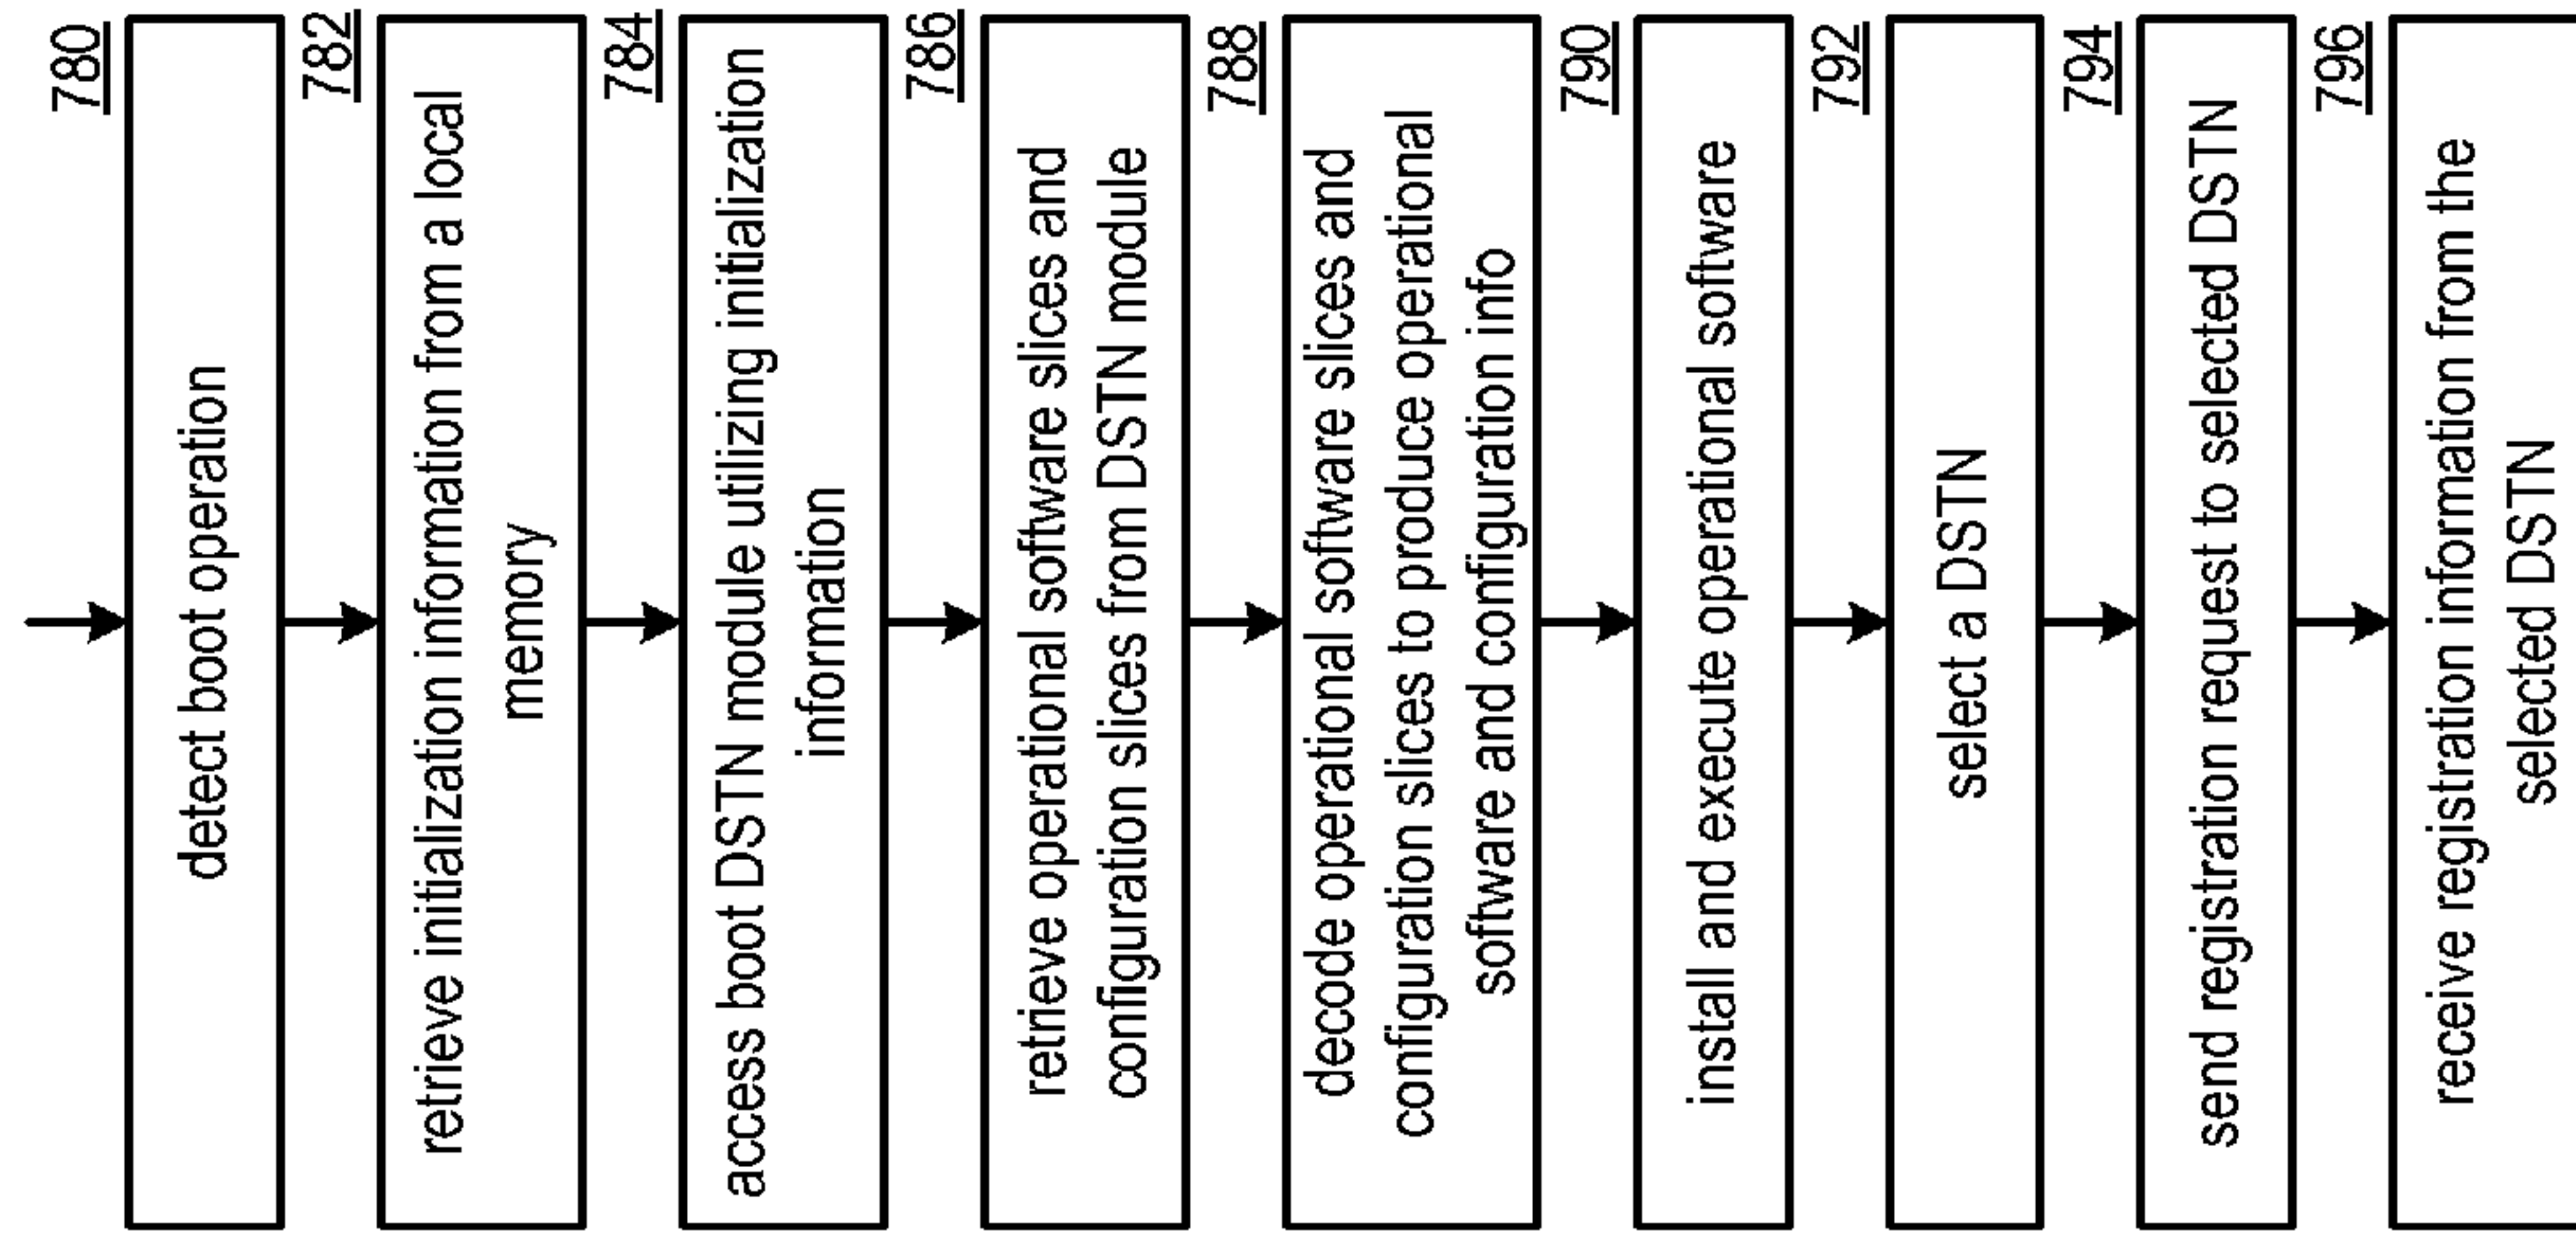 780
detect boot operation
782
retrieve initialization information from a local
memory
784
access boot DSTN module utilizing initialization
information
786
retrieve operational software slices and
configuration slices from DSTN module
788
decode operational software slices and
configuration slices to produce operational
software and configuration info
790
install and execute operational software
792
select a DSTN
794
send registration request to selected DSTN
796
receive registration information from the
selected DSTN